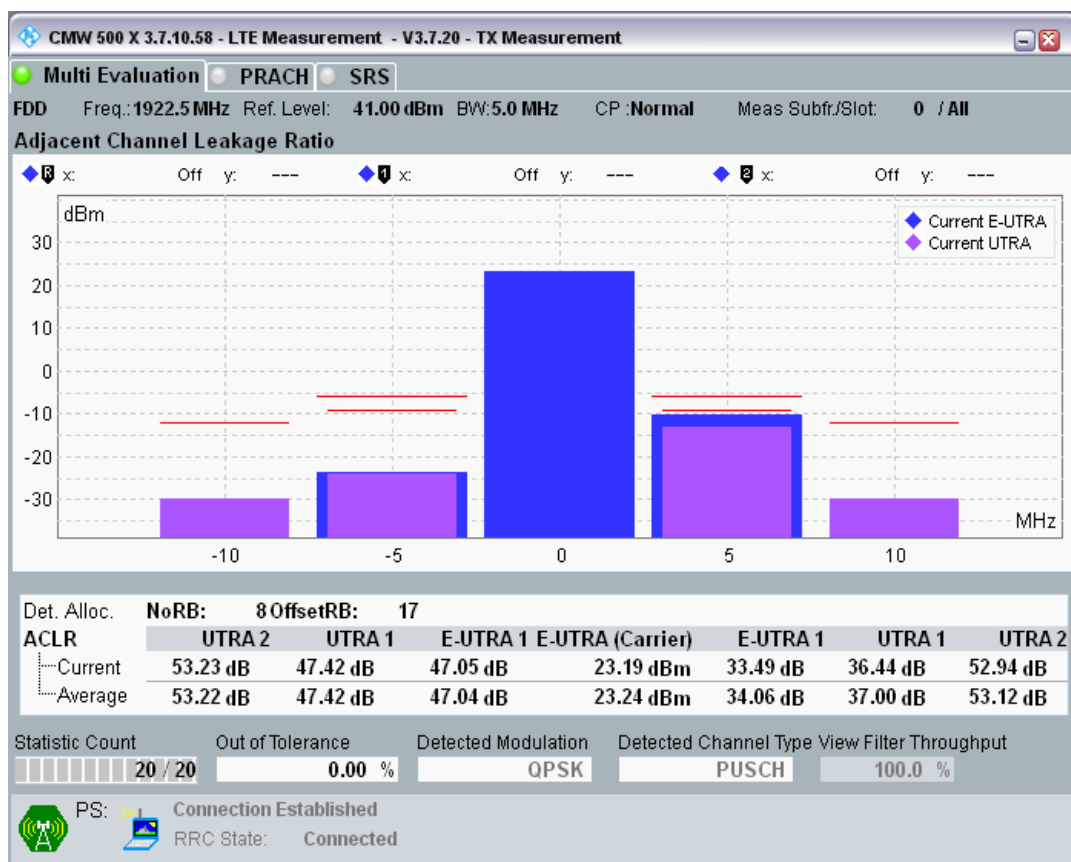 CMW 500 X 3.7.10.58 - LTE Measurement - V3.7.20 - TX Measurement
Multi Evaluation PRACH SRS
FDD Freq.: 1922.5 MHz Ref. Level: 41.00 dBm BW: 5.0 MHz CP : Normal Meas Subfr./Slot: 0 / All
Adjacent Channel Leakage Ratio
R x: Off y: --- 1 x: Off y: --- 2 x: Off y: ---
dBm
Current E-UTRA
Current UTRA
30
20
10
0
-10
-20
-30
MHz
-10 -5 0 5 10
Det. Alloc. NoRB: 8 OffsetRB: 17
ACLR UTRA 2 UTRA 1 E-UTRA 1 E-UTRA (Carrier) E-UTRA 1 UTRA 1 UTRA 2
Current 53.23 dB 47.42 dB 47.05 dB 23.19 dBm 33.49 dB 36.44 dB 52.94 dB
Average 53.22 dB 47.42 dB 47.04 dB 23.24 dBm 34.06 dB 37.00 dB 53.12 dB
Statistic Count Out of Tolerance Detected Modulation Detected Channel Type View Filter Throughput
20 / 20 0.00 % QPSK PUSCH 100.0 %
PS: Connection Established
RRC State: Connected